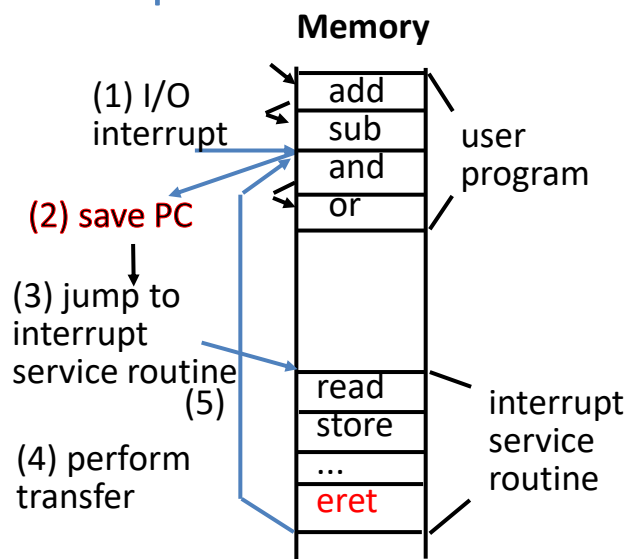 Memory
(1) I/O
interrupt
add
sub
and
or
user
program
(2) save PC
(3) jump to
interrupt
service routine
(5)
(4) perform
transfer
read
store
...
eret
interrupt
service
routine